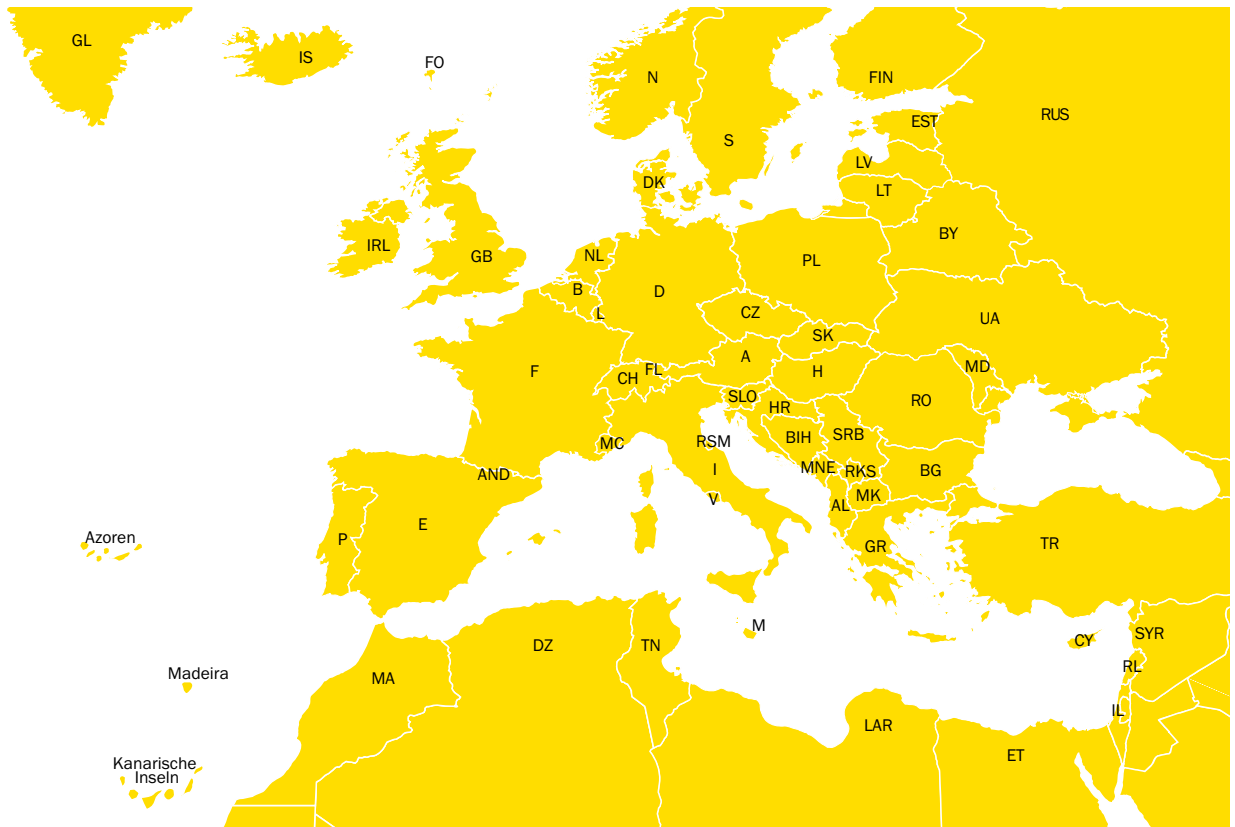 GL
IS
FO
N
FIN
RUS
EST
S
LV
DK
LT
IRL
GB
NL
BY
PL
B
D
L
CZ
UA
SK
A
F
CH
FL
H
MD
SLO
HR
RO
MC
RSM
BIH
SRB
AND
I
MNE
RKS
BG
V
MK
AL
Azoren
P
E
GR
TR
M
CY
SYR
DZ
TN
RL
Madeira
MA
IL
LAR
ET
Kanarische
Inseln